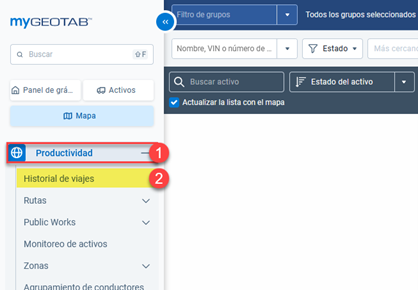 myGEOTAB™
Filtro de grupos
Todos los grupos seleccionados
Buscar
⇧F
Nombre, VIN o número de ...
Estado
Más cercan
Panel de grá...
Activos
Buscar activo
Estado del activo
Mapa
Actualizar la lista con el mapa
Productividad
1
Historial de viajes
2
Rutas
Public Works
Monitoreo de activos
Zonas
Agrupamiento de conductores